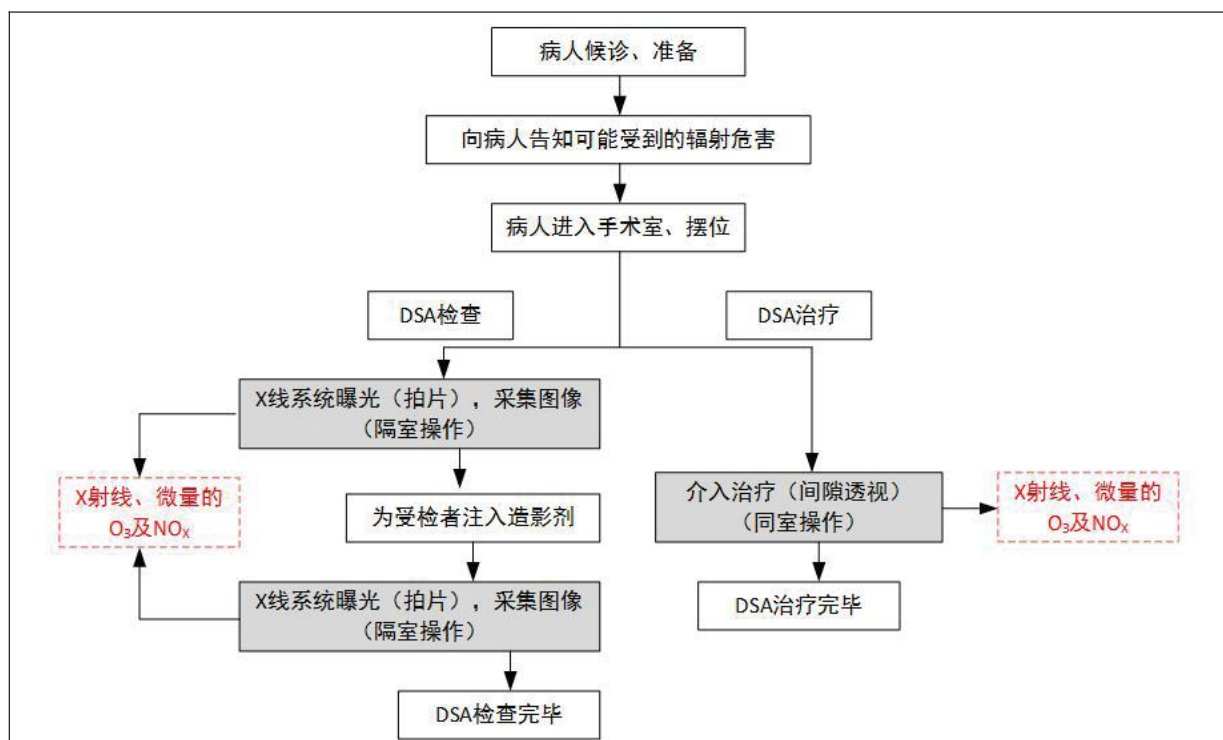 病人候诊、准备
向病人告知可能受到的辐射危害
病人进入手术室、摆位
DSA检查
DSA治疗
X线系统曝光（拍片），采集图像
（隔室操作）
X射线、微量的
O₃及NOₓ
为受检者注入造影剂
介入治疗（间隙透视）
（同室操作）
X射线、微量的
O₃及NOₓ
X线系统曝光（拍片），采集图像
（隔室操作）
DSA治疗完毕
DSA检查完毕